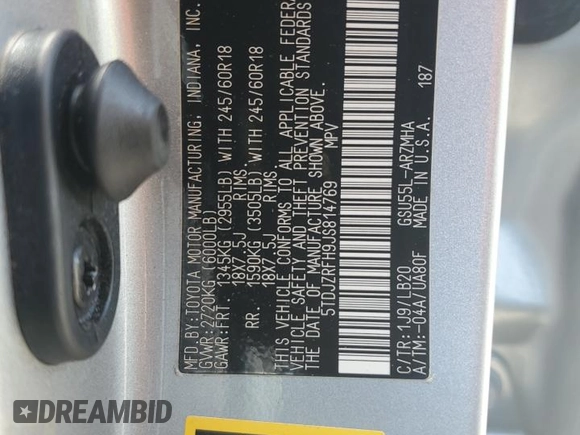 MFD.BY:TOYOTA MOTOR MANUFACTURING, INDIANA, INC.
GVWR:2720KG (6000LB)
GAWR:FRT. 1345KG (2955LB) WITH 245/60R18
18X7.5J RIMS.
RR. 1590KG (3505LB) WITH 245/60R18
18X7.5J RIMS.
THIS VEHICLE CONFORMS TO ALL APPLICABLE FEDERA
VEHICLE SAFETY AND THEFT PREVENTION STANDARDS
THE DATE OF MANUFACTURE SHOWN ABOVE.
5TDJZRFH9JS814769 MPV
C/TR:1J9/LB20 GSU55L-ARZMHA
A/TM:-04A/UA80F MADE IN U.S.A. 187
DREAMBID